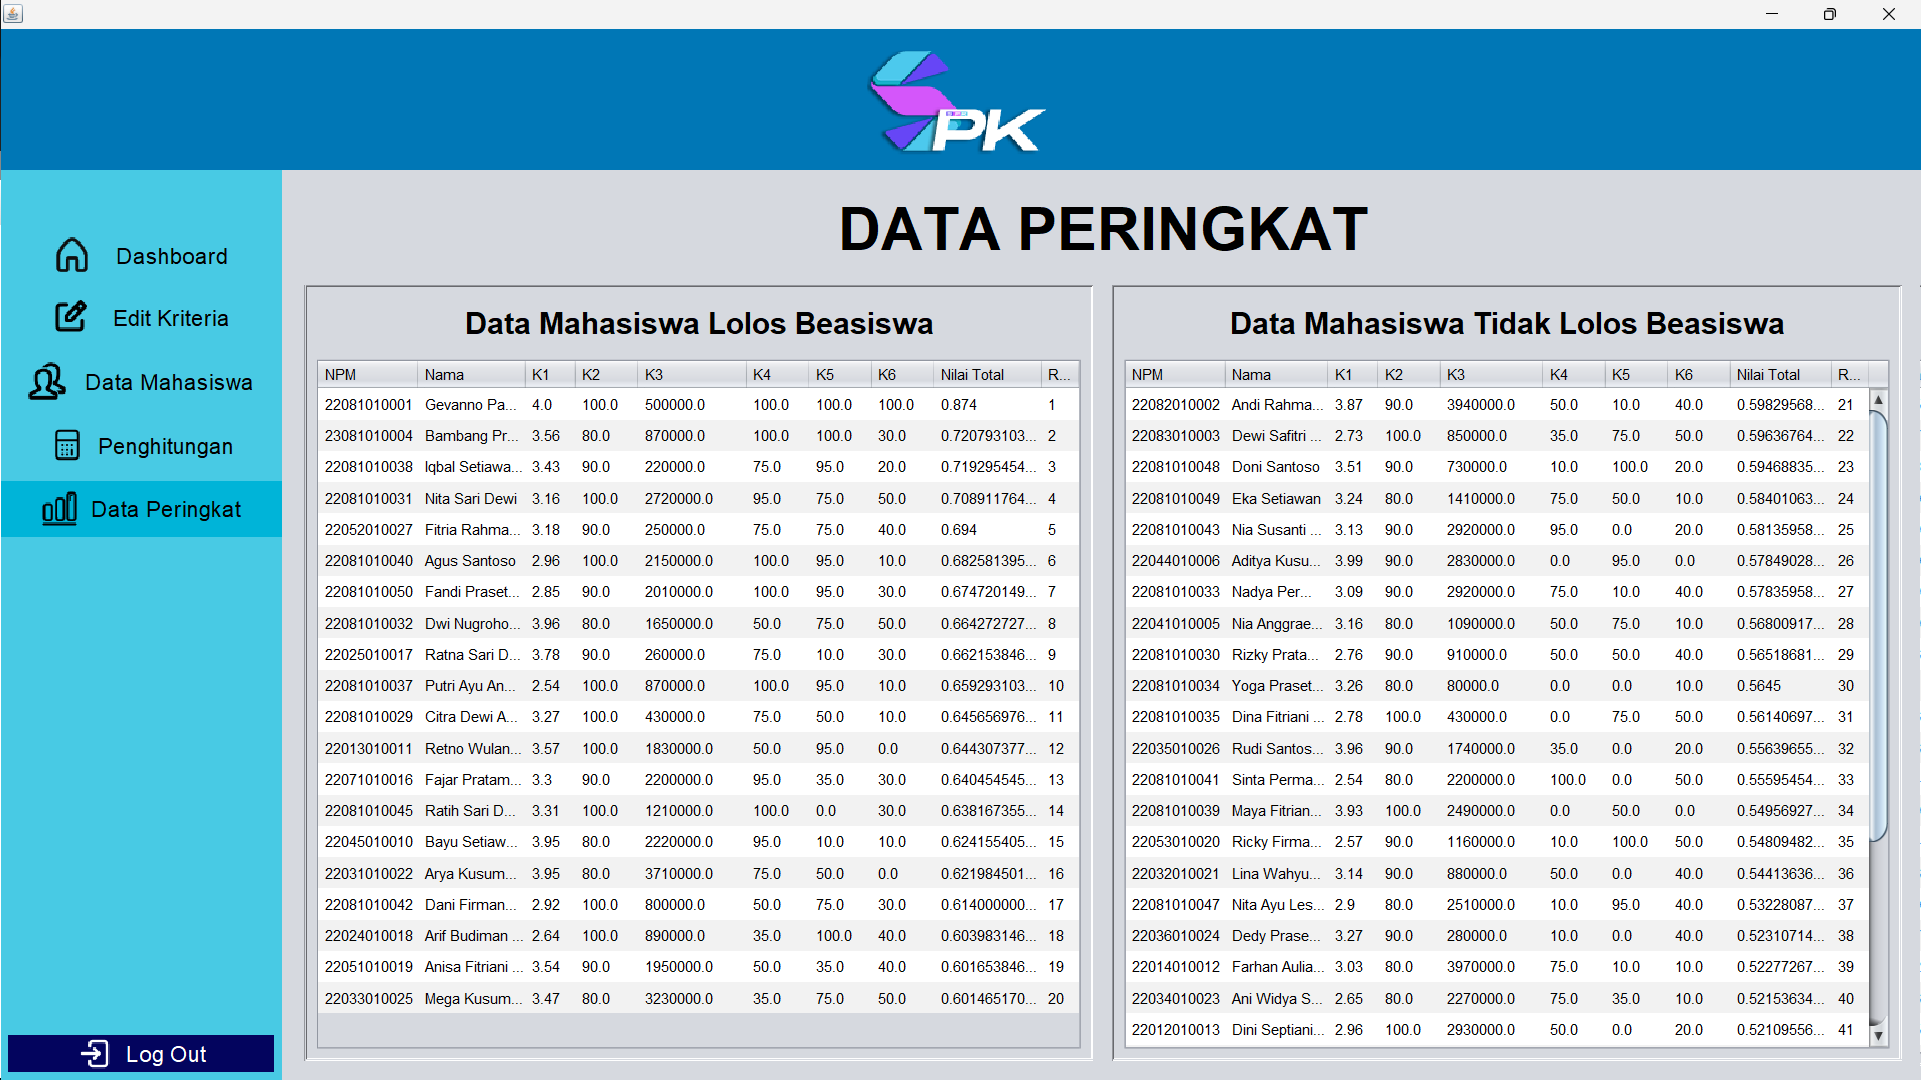 SPK
Dashboard
Edit Kriteria
Data Mahasiswa
Penghitungan
Data Peringkat
Log Out
DATA PERINGKAT
Data Mahasiswa Lolos Beasiswa
NPM Nama K1 K2 K3 K4 K5 K6 Nilai Total R...
22081010001 Gevanno Pa... 4.0 100.0 500000.0 100.0 100.0 100.0 0.874 1
23081010004 Bambang Pr... 3.56 80.0 870000.0 100.0 100.0 30.0 0.720793103... 2
22081010038 Iqbal Setiawa... 3.43 90.0 220000.0 75.0 95.0 20.0 0.719295454... 3
22081010031 Nita Sari Dewi 3.16 100.0 2720000.0 95.0 75.0 50.0 0.708911764... 4
22052010027 Fitria Rahma... 3.18 90.0 250000.0 75.0 75.0 40.0 0.694 5
22081010040 Agus Santoso 2.96 100.0 2150000.0 100.0 95.0 10.0 0.682581395... 6
22081010050 Fandi Praset... 2.85 90.0 2010000.0 100.0 95.0 30.0 0.674720149... 7
22081010032 Dwi Nugroho... 3.96 80.0 1650000.0 50.0 75.0 50.0 0.664272727... 8
22025010017 Ratna Sari D... 3.78 90.0 260000.0 75.0 10.0 30.0 0.662153846... 9
22081010037 Putri Ayu An... 2.54 100.0 870000.0 100.0 95.0 10.0 0.659293103... 10
22081010029 Citra Dewi A... 3.27 100.0 430000.0 75.0 50.0 10.0 0.645656976... 11
22013010011 Retno Wulan... 3.57 100.0 1830000.0 50.0 95.0 0.0 0.644307377... 12
22071010016 Fajar Pratam... 3.3 90.0 2200000.0 95.0 35.0 30.0 0.640454545... 13
22081010045 Ratih Sari D... 3.31 100.0 1210000.0 100.0 0.0 30.0 0.638167355... 14
22045010010 Bayu Setiaw... 3.95 80.0 2220000.0 95.0 10.0 10.0 0.624155405... 15
22031010022 Arya Kusum... 3.95 80.0 3710000.0 75.0 50.0 0.0 0.621984501... 16
22081010042 Dani Firman... 2.92 100.0 800000.0 50.0 75.0 30.0 0.614000000... 17
22024010018 Arif Budiman ... 2.64 100.0 890000.0 35.0 100.0 40.0 0.603983146... 18
22051010019 Anisa Fitriani ... 3.54 90.0 1950000.0 50.0 35.0 40.0 0.601653846... 19
22033010025 Mega Kusum... 3.47 80.0 3230000.0 35.0 75.0 50.0 0.601465170... 20
Data Mahasiswa Tidak Lolos Beasiswa
NPM Nama K1 K2 K3 K4 K5 K6 Nilai Total R...
22082010002 Andi Rahma... 3.87 90.0 3940000.0 50.0 10.0 40.0 0.59829568... 21
22083010003 Dewi Safitri ... 2.73 100.0 850000.0 35.0 75.0 50.0 0.59636764... 22
22081010048 Doni Santoso 3.51 90.0 730000.0 10.0 100.0 20.0 0.59468835... 23
22081010049 Eka Setiawan 3.24 80.0 1410000.0 75.0 50.0 10.0 0.58401063... 24
22081010043 Nia Susanti ... 3.13 90.0 2920000.0 95.0 0.0 20.0 0.58135958... 25
22044010006 Aditya Kusu... 3.99 90.0 2830000.0 0.0 95.0 0.0 0.57849028... 26
22081010033 Nadya Per... 3.09 90.0 2920000.0 75.0 10.0 40.0 0.57835958... 27
22041010005 Nia Anggrae... 3.16 80.0 1090000.0 50.0 75.0 10.0 0.56800917... 28
22081010030 Rizky Prata... 2.76 90.0 910000.0 50.0 50.0 40.0 0.56518681... 29
22081010034 Yoga Praset... 3.26 80.0 80000.0 0.0 0.0 10.0 0.5645 30
22081010035 Dina Fitriani ... 2.78 100.0 430000.0 0.0 75.0 50.0 0.56140697... 31
22035010026 Rudi Santos... 3.96 90.0 1740000.0 35.0 0.0 20.0 0.55639655... 32
22081010041 Sinta Perma... 2.54 80.0 2200000.0 100.0 0.0 50.0 0.55595454... 33
22081010039 Maya Fitrian... 3.93 100.0 2490000.0 0.0 50.0 0.0 0.54956927... 34
22053010020 Ricky Firma... 2.57 90.0 1160000.0 10.0 100.0 50.0 0.54809482... 35
22032010021 Lina Wahyu... 3.14 90.0 880000.0 50.0 0.0 40.0 0.54413636... 36
22081010047 Nita Ayu Les... 2.9 80.0 2510000.0 10.0 95.0 40.0 0.53228087... 37
22036010024 Dedy Prase... 3.27 90.0 280000.0 10.0 0.0 40.0 0.52310714... 38
22014010012 Farhan Aulia... 3.03 80.0 3970000.0 75.0 10.0 10.0 0.52277267... 39
22034010023 Ani Widya S... 2.65 80.0 2270000.0 75.0 35.0 10.0 0.52153634... 40
22012010013 Dini Septiani... 2.96 100.0 2930000.0 50.0 0.0 20.0 0.52109556... 41